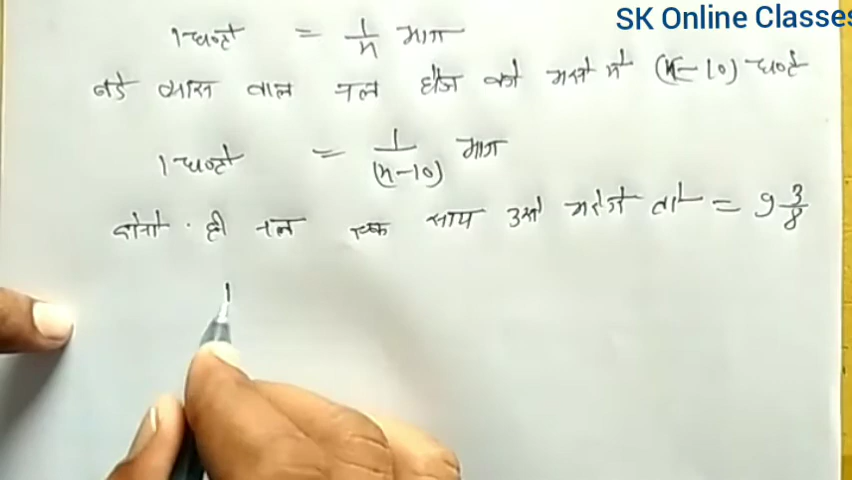 SK Online Classes
1 घण्टे = 1/x भाग
बड़े व्यास वाला नल हौज को भरने में (x-10) घण्टे
1 घण्टे = 1/(x-10) भाग
दोनो ही नल एक साथ उसे भरेंगे तो = 9 3/8
1